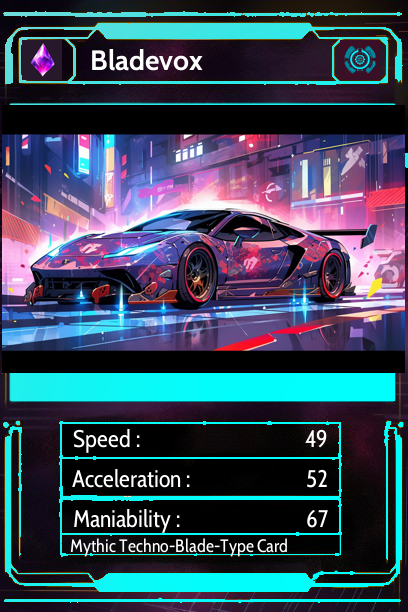 Bladevox
Speed : 49
Acceleration : 52
Maniability : 67
Mythic Techno-Blade-Type Card